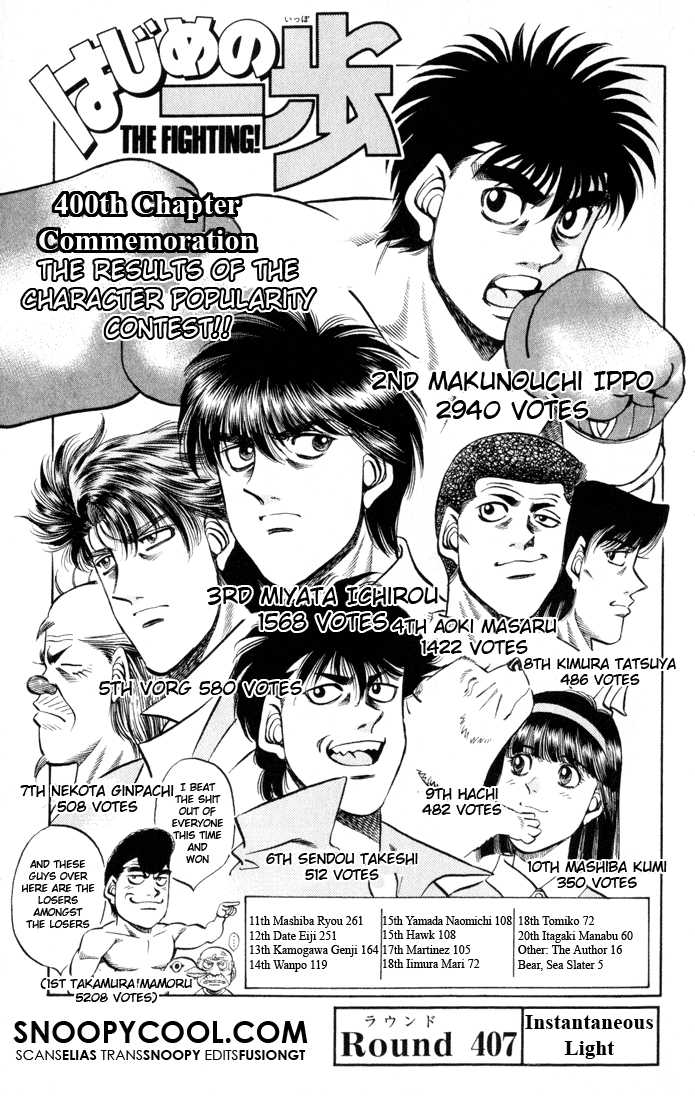 いっぽ
はじめの一歩
THE FIGHTING!
400th Chapter
Commemoration
THE RESULTS OF THE
CHARACTER POPULARITY
CONTEST!!
2ND MAKUNOUCHI IPPO
2940 VOTES
3RD MIYATA ICHIROU
1568 VOTES
4TH AOKI MASARU
1422 VOTES
8TH KIMURA TATSUYA
486 VOTES
5TH VORG 580 VOTES
7TH NEKOTA GINPACHI
508 VOTES
9TH HACHI
482 VOTES
6TH SENDOU TAKESHI
512 VOTES
10TH MASHIBA KUMI
350 VOTES
I BEAT
THE SHIT
OUT OF
EVERYONE
THIS TIME
AND
WON
AND THESE
GUYS OVER
HERE ARE THE
LOSERS
AMONGST
THE LOSERS
(1ST TAKAMURA!MAMORU
5208 VOTES)
11th Mashiba Ryou 261
12th Date Eiji 251
13th Kamogawa Genji 164
14th Wanpo 119
15th Yamada Naomichi 108
15th Hawk 108
17th Martinez 105
18th Iimura Mari 72
18th Tomiko 72
20th Itagaki Manabu 60
Other: The Author 16
Bear, Sea Slater 5
SNOOPYCOOL.COM
SCANSELIAS TRANSSNOOPY EDITSFUSIONGT
ラウンド
Round 407
Instantaneous
Light